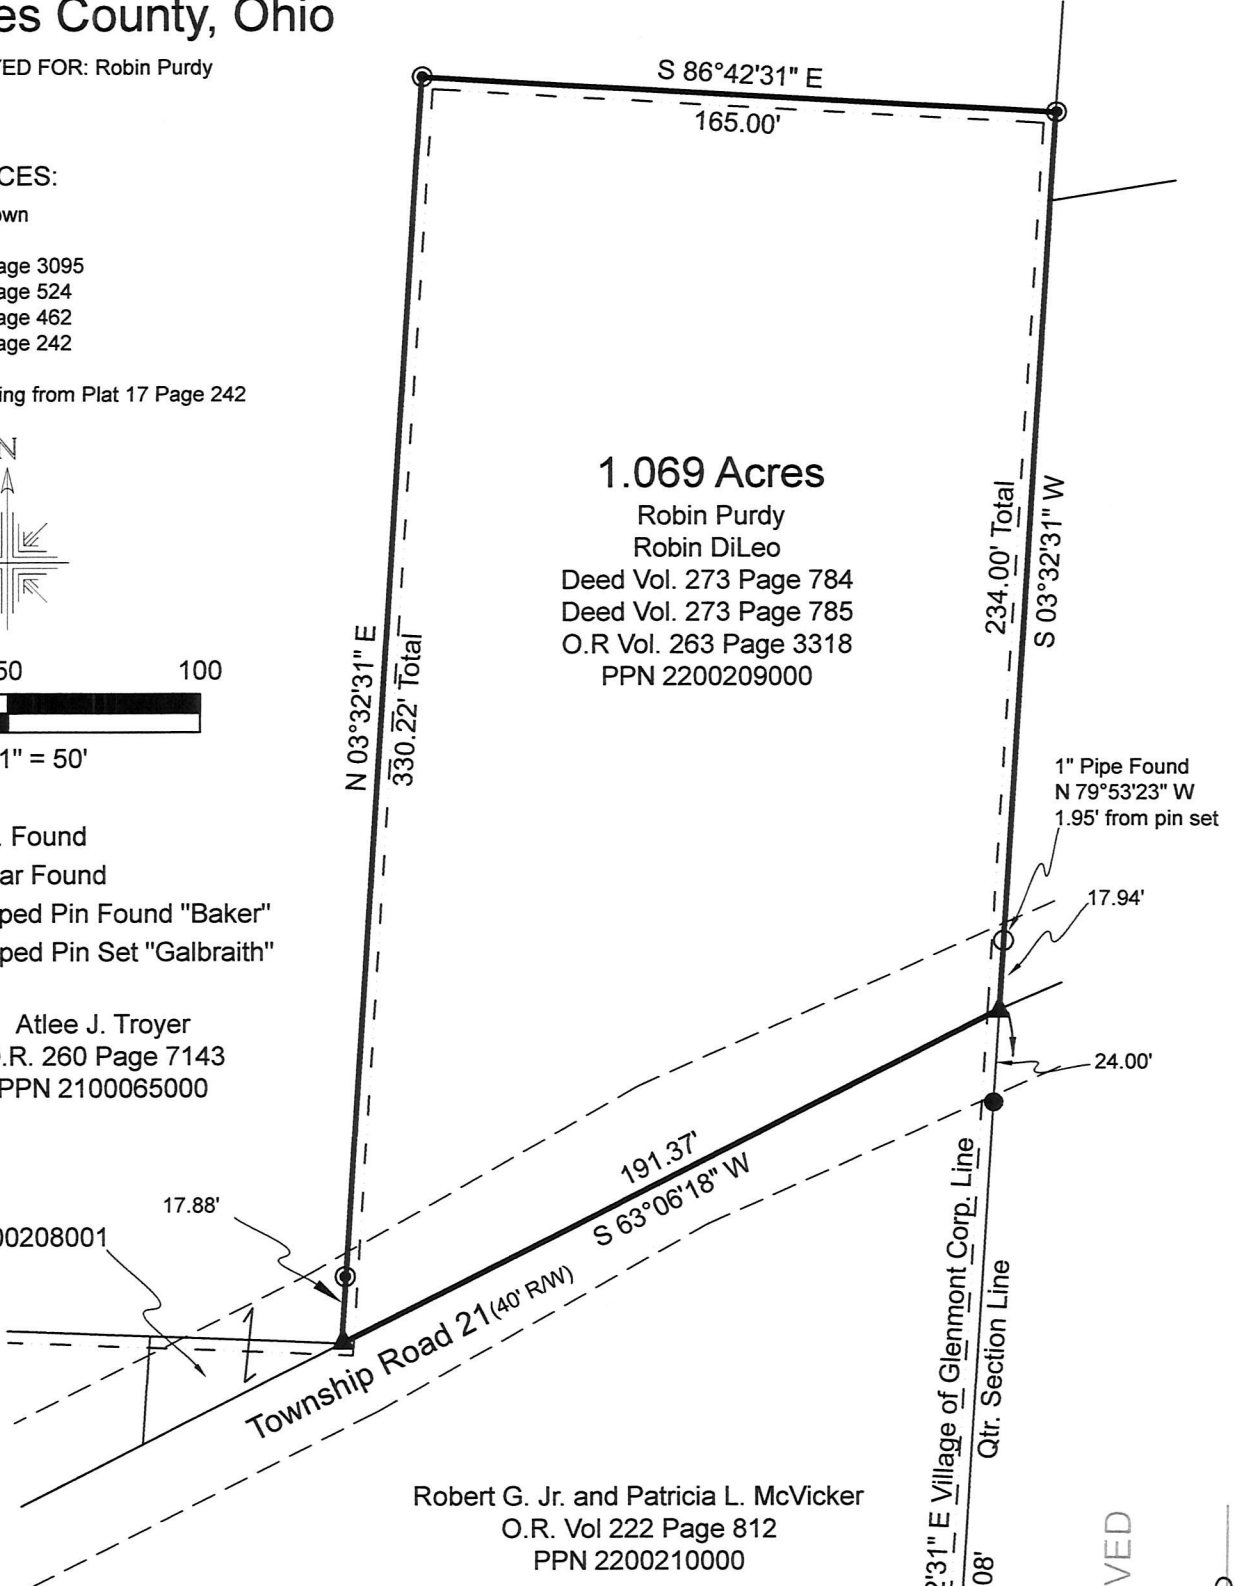 es County, Ohio
YED FOR: Robin Purdy
CES:
own
age 3095
age 524
age 462
age 242
ing from Plat 17 Page 242
N
50 100
1" = 50'
. Found
ar Found
ped Pin Found "Baker"
ped Pin Set "Galbraith"
Atlee J. Troyer
.R. 260 Page 7143
PPN 2100065000
00208001
S 86°42'31" E
165.00'
N 03°32'31" E
330.22' Total
1.069 Acres
Robin Purdy
Robin DiLeo
Deed Vol. 273 Page 784
Deed Vol. 273 Page 785
O.R Vol. 263 Page 3318
PPN 2200209000
234.00' Total
S 03°32'31" W
1" Pipe Found
N 79°53'23" W
1.95' from pin set
17.94'
24.00'
17.88'
191.37'
S 63°06'18" W
Township Road 21(40' R/W)
Village of Glenmont Corp. Line
Qtr. Section Line
'31" E
08'
Robert G. Jr. and Patricia L. McVicker
O.R. Vol 222 Page 812
PPN 2200210000
VED